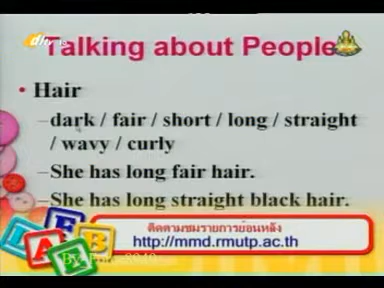 Talking about People
• Hair
–dark / fair / short / long / straight
/ wavy / curly
–She has long fair hair.
–She has long straight black hair.
ติดตามชมรายการย้อนหลัง
http://mmd.rmutp.ac.th